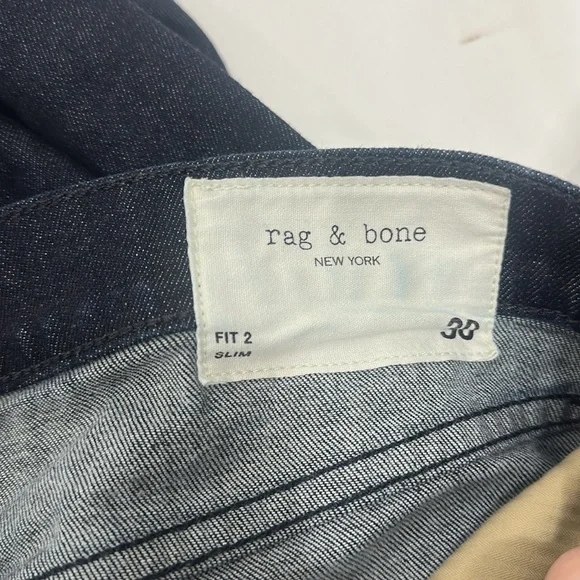 rag & bone
NEW YORK
FIT 2
38
SLIM